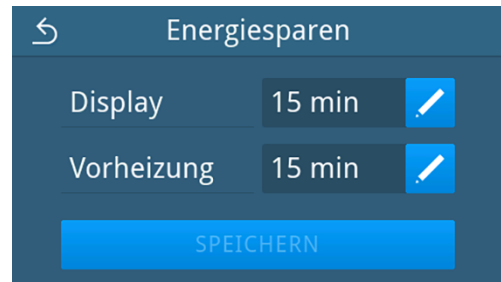 Energiesparen
Display 15 min
Vorheizung 15 min
SPEICHERN